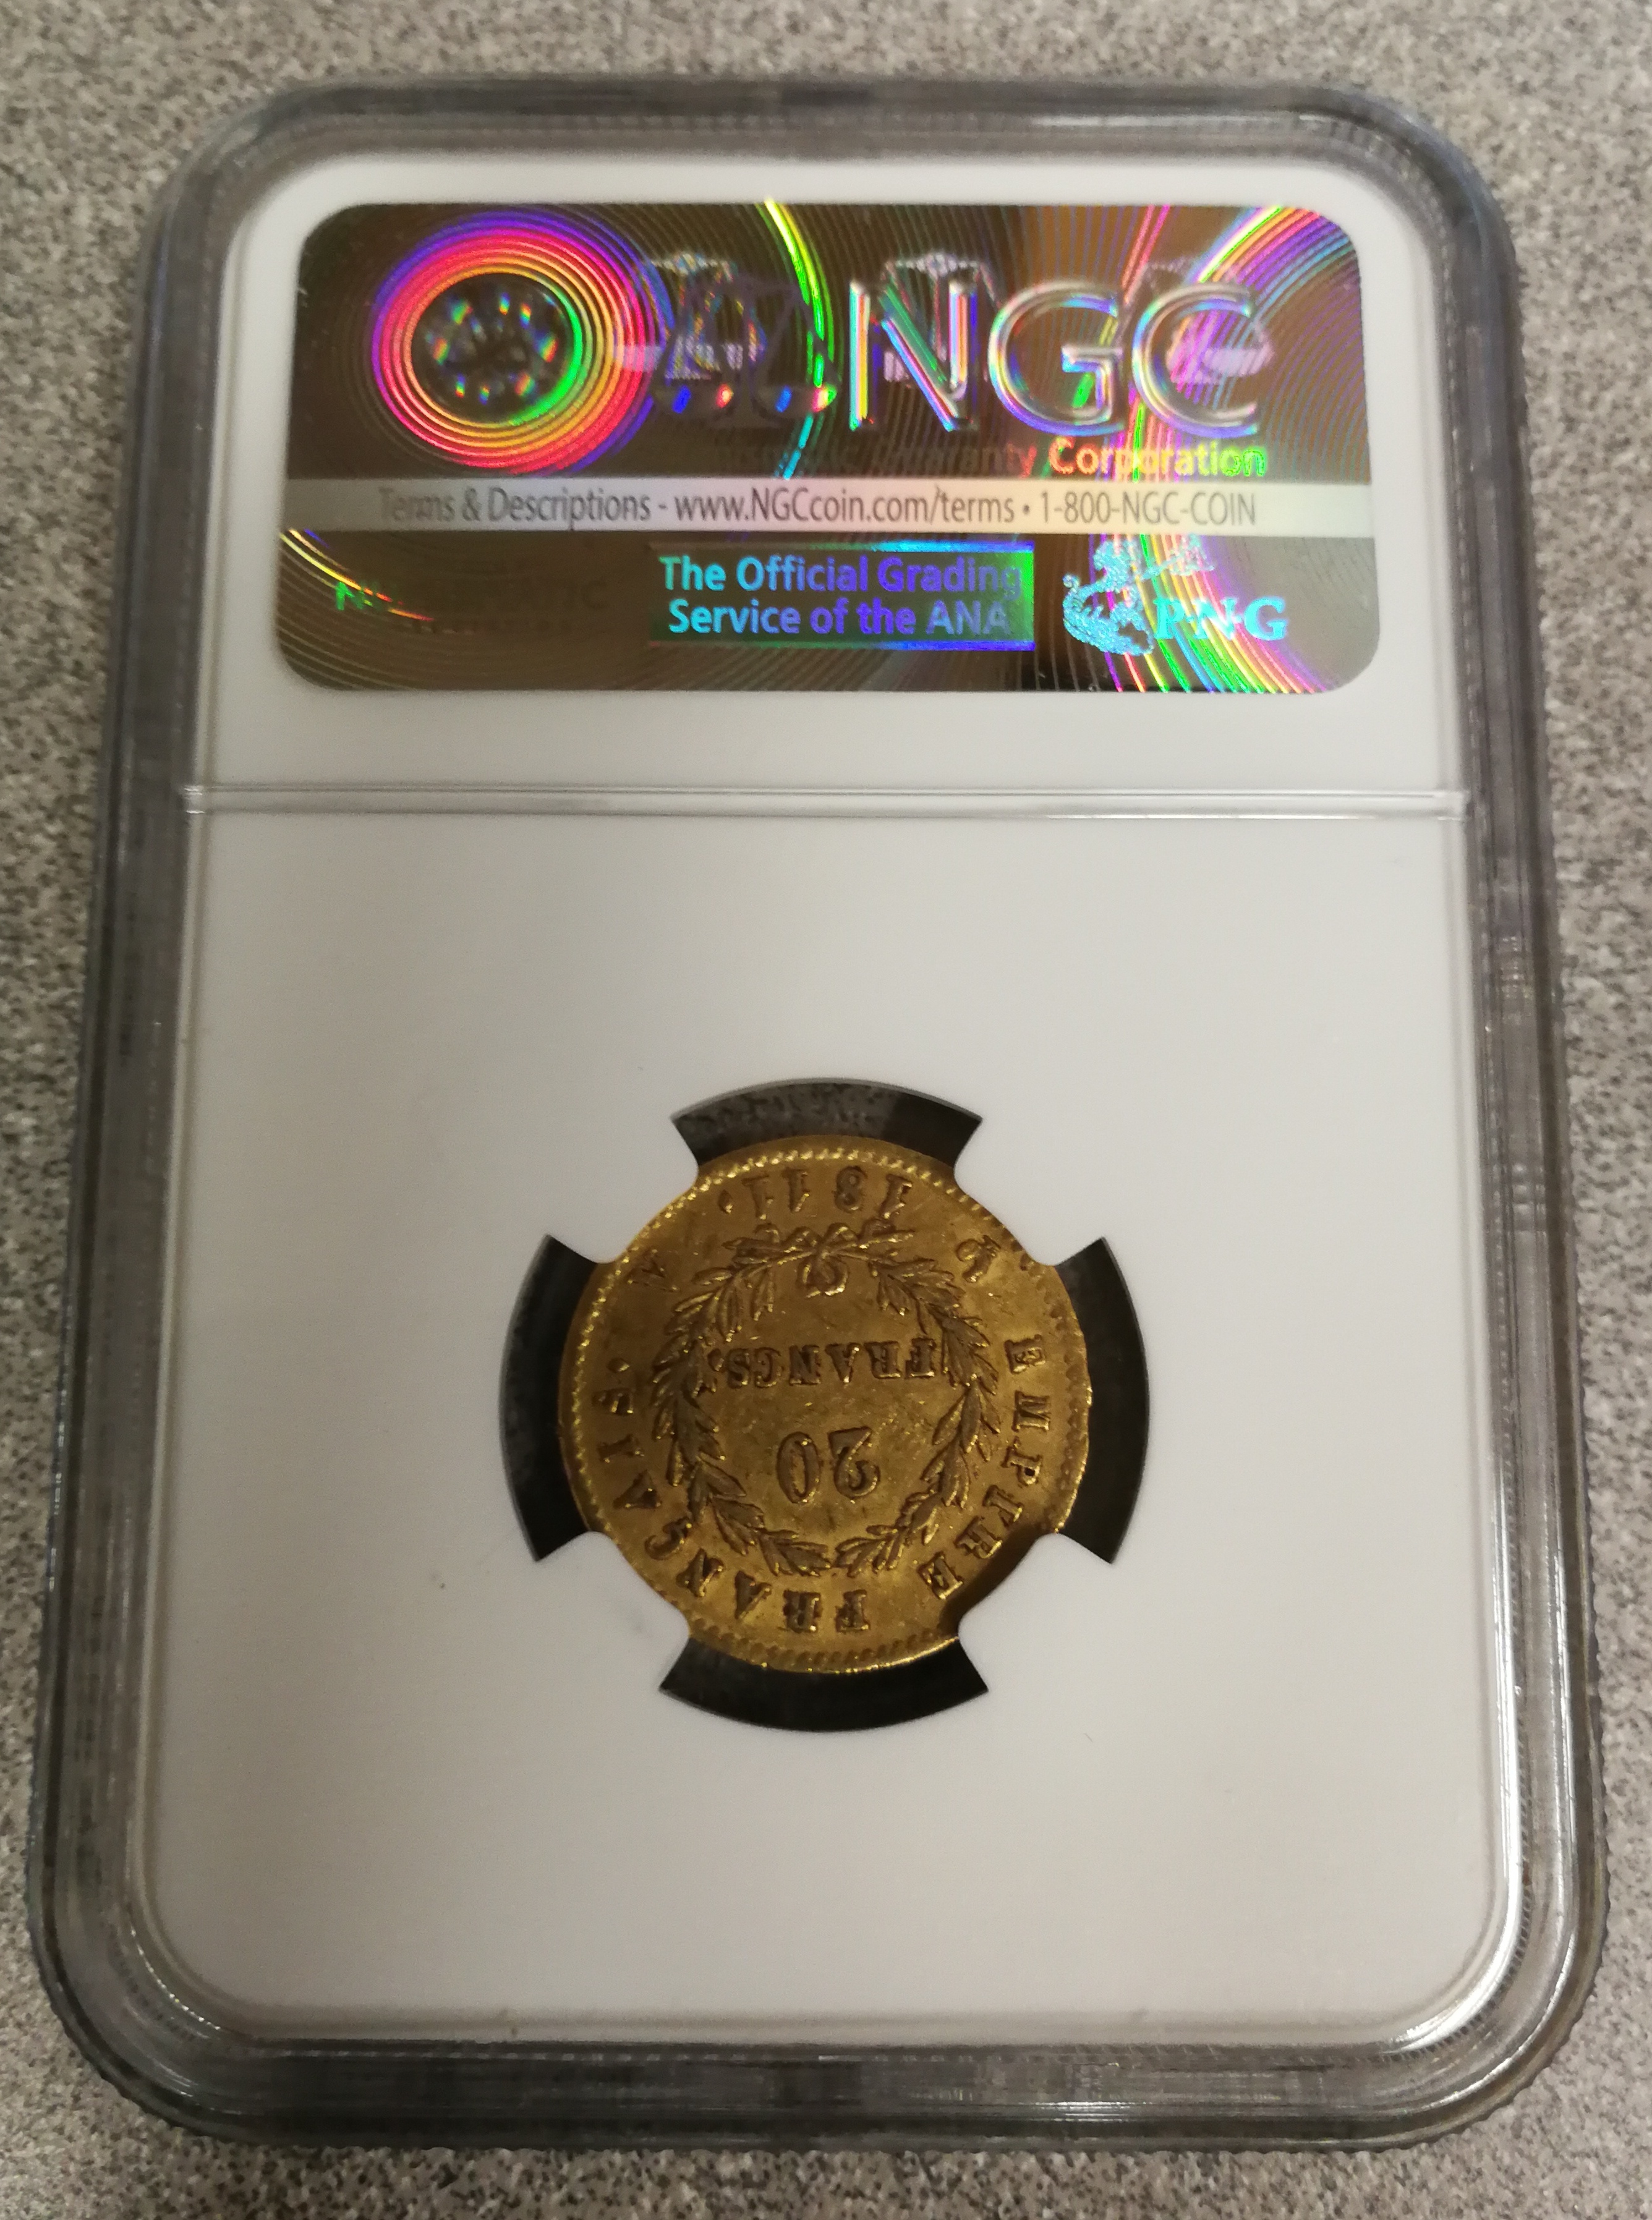 NGC
Corporation
Terms & Descriptions - www.NGCcoin.com/terms • 1-800-NGC-COIN
The Official Grading
Service of the ANA
PNG
EMPIRE FRANÇAIS.
20
FRANCS.
A
1811.